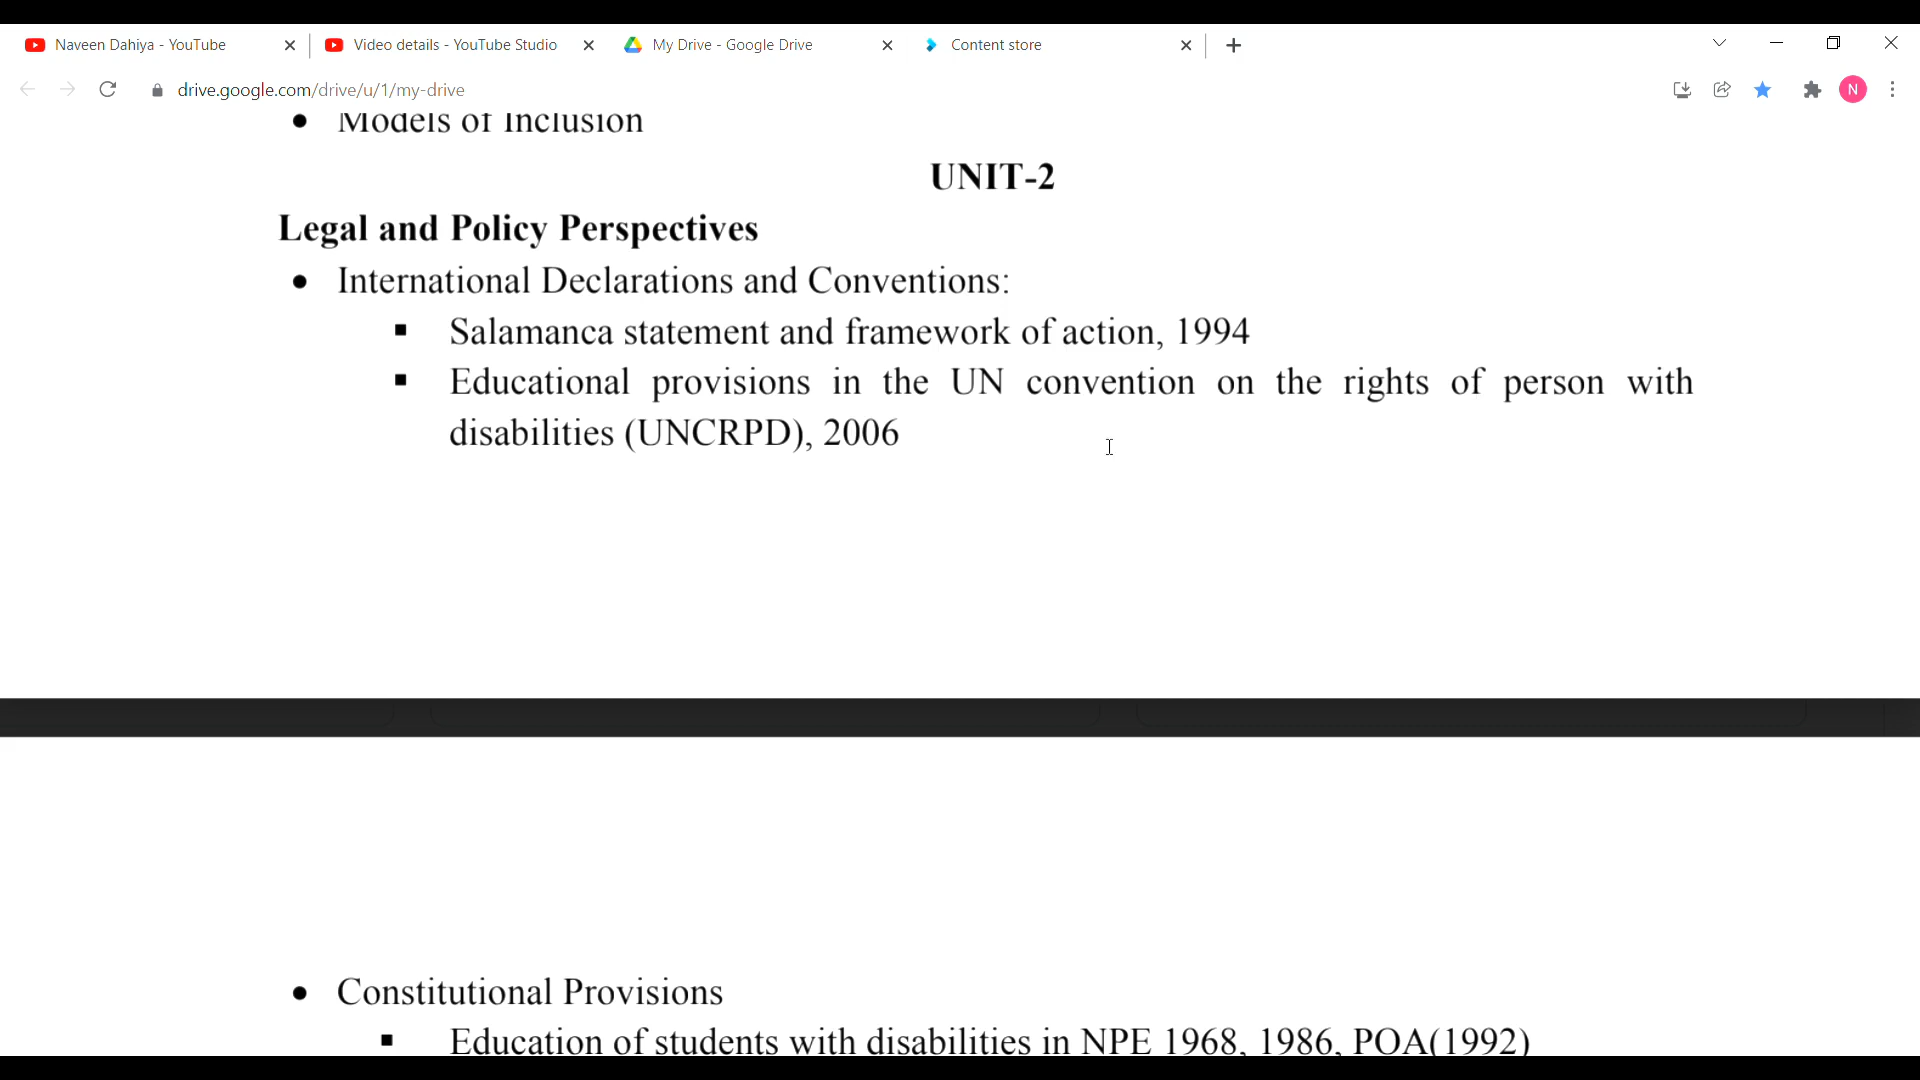 Naveen Dahiya - YouTube
Video details - YouTube Studio
My Drive - Google Drive
Content store
drive.google.com/drive/u/1/my-drive
N
• Models of Inclusion
UNIT-2
Legal and Policy Perspectives
• International Declarations and Conventions:
▪ Salamanca statement and framework of action, 1994
▪ Educational provisions in the UN convention on the rights of person with
disabilities (UNCRPD), 2006
• Constitutional Provisions
▪ Education of students with disabilities in NPE 1968, 1986, POA(1992)